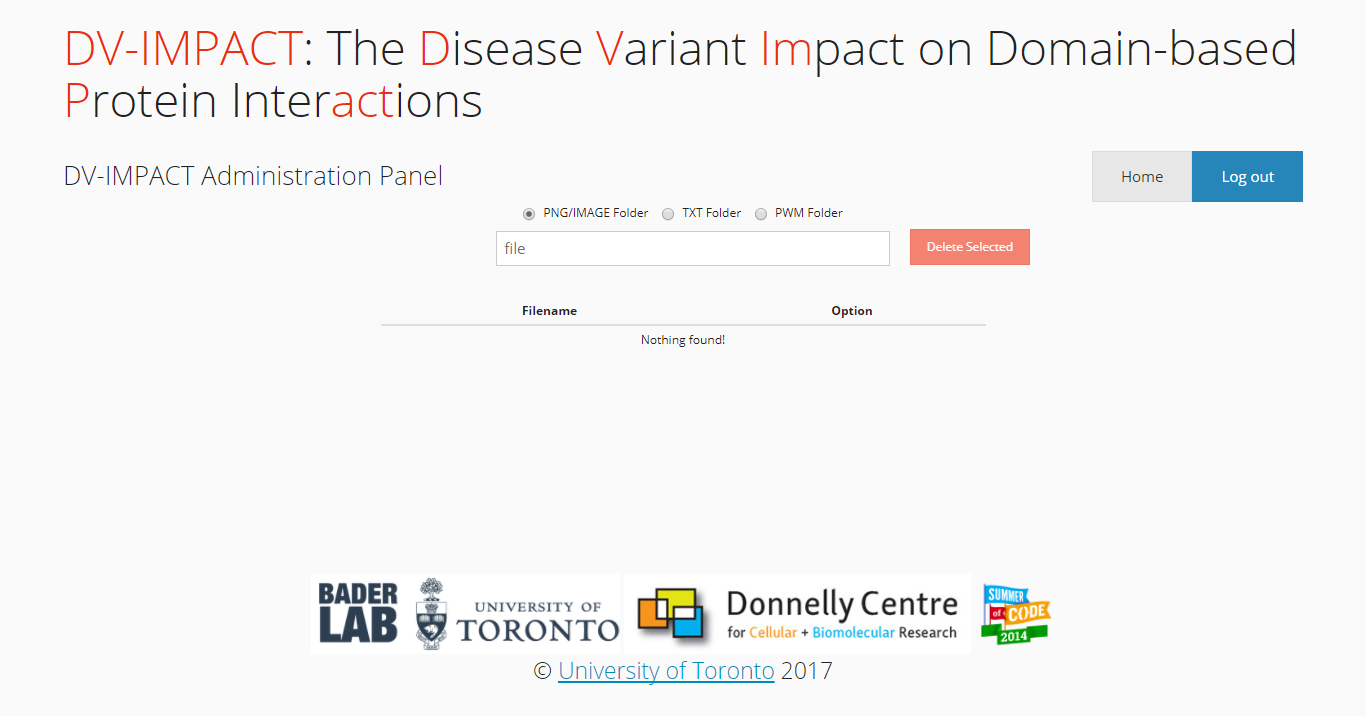 DV-IMPACT: The Disease Variant Impact on Domain-based
Protein Interactions
DV-IMPACT Administration Panel
Home
Log out
PNG/IMAGE Folder
TXT Folder
PWM Folder
file
Delete Selected
Filename
Option
Nothing found!
BADER
LAB
UNIVERSITY OF
TORONTO
Donnelly Centre
for Cellular + Biomolecular Research
SUMMER
of CODE
2014
© University of Toronto 2017